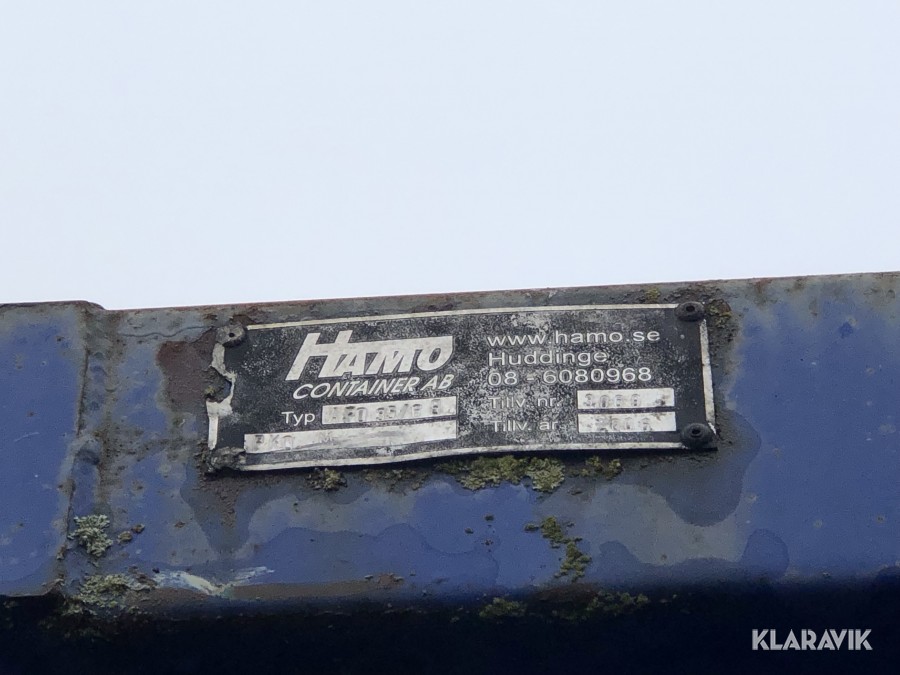 HAMO
CONTAINER AB
Typ
www.hamo.se
Huddinge
08 - 6080968
Tillv. nr.
Tillv. år
KLARAVIK